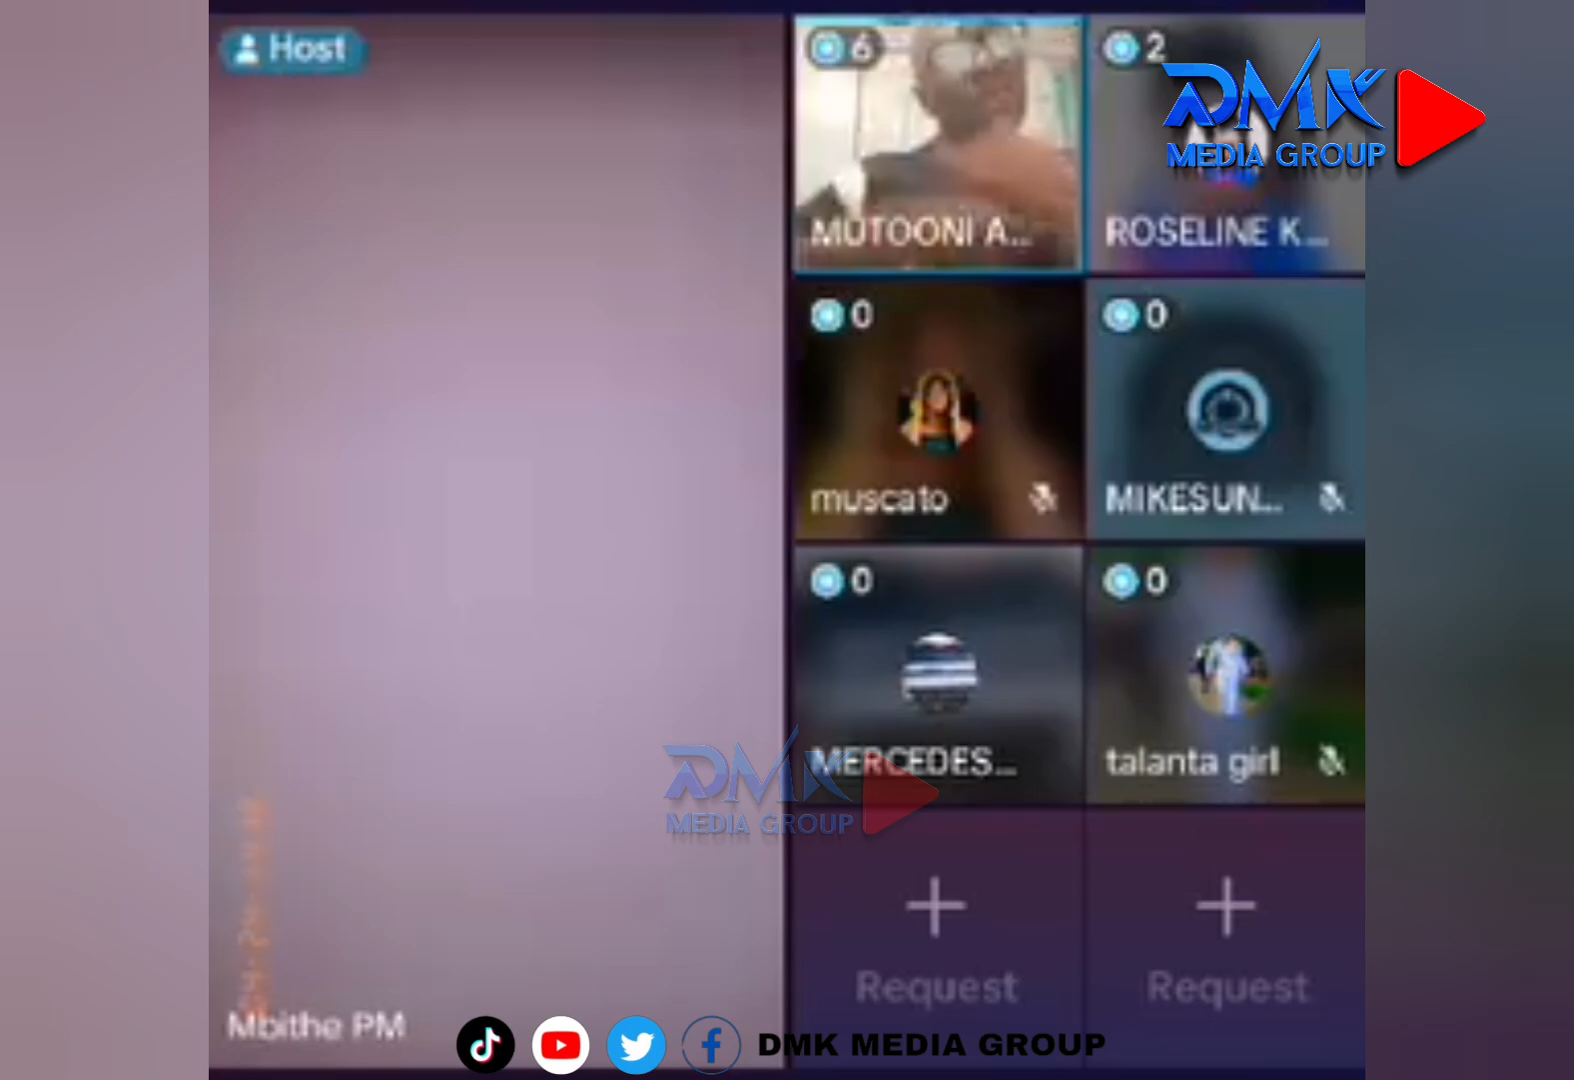 Host
6
2
DMK
MEDIA GROUP
MUTOONI A...
ROSELINE K...
0
0
muscato
MIKESUN...
0
0
MERCEDES...
talanta girl
DMK
MEDIA GROUP
Request
Request
Mbithe PM
DMK MEDIA GROUP